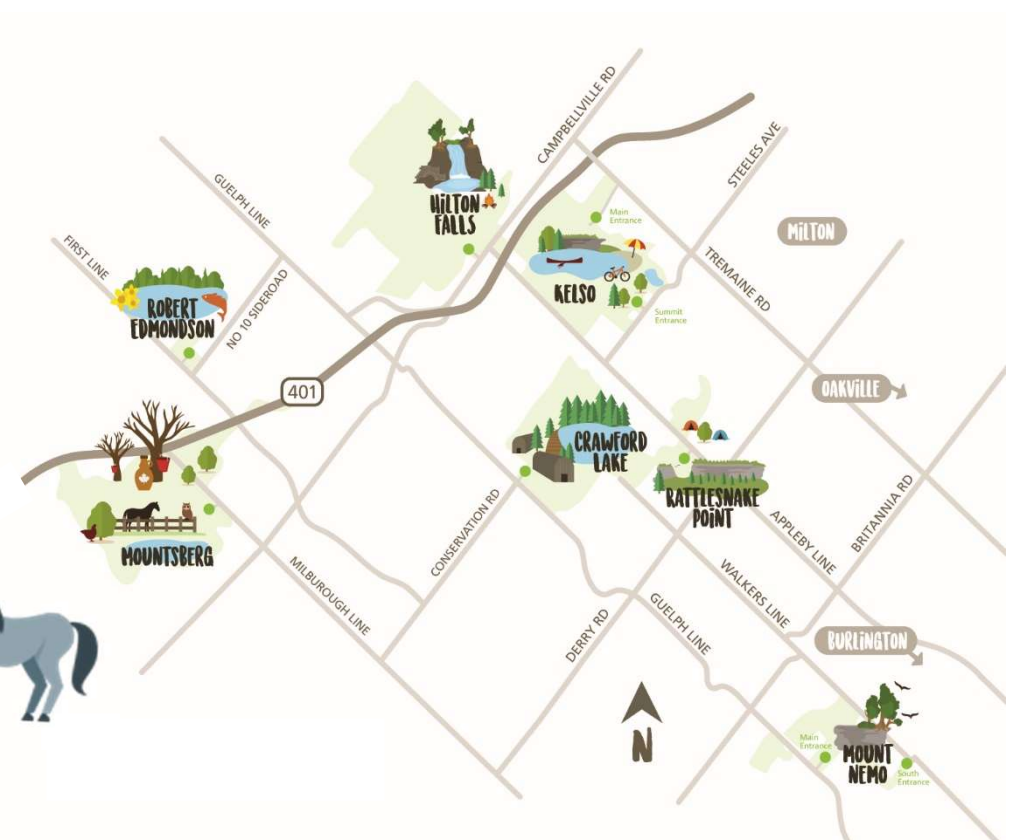 CAMPBELLVILLE RD
STEELES AVE
GUELPH LINE
HILTON
FALLS
Main
Entrance
MILTON
FIRST LINE
NO 10 SIDEROAD
ROBERT
EDMONDSON
KELSO
TREMAINE RD
Summit
Entrance
401
OAKVILLE
CRAWFORD
LAKE
RATTLESNAKE
POINT
CONSERVATION RD
APPLEBY LINE
BRITANNIA RD
MOUNTSBERG
MILBOROUGH LINE
WALKERS LINE
GUELPH LINE
DERRY RD
BURLINGTON
N
Main
Entrance
MOUNT
NEMO
South
Entrance